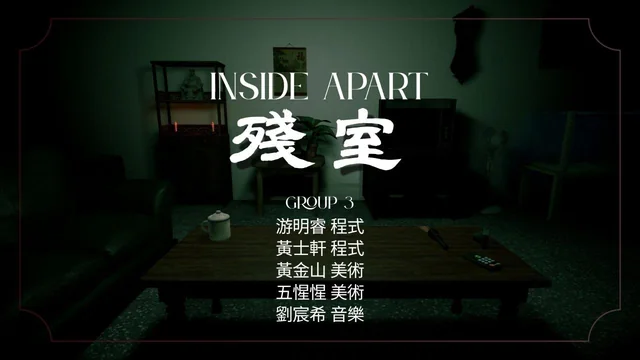 INSIDE APART
殘室
GROUP 3
游明睿 程式
黃士軒 程式
黃金山 美術
五惺惺 美術
劉宸希 音樂